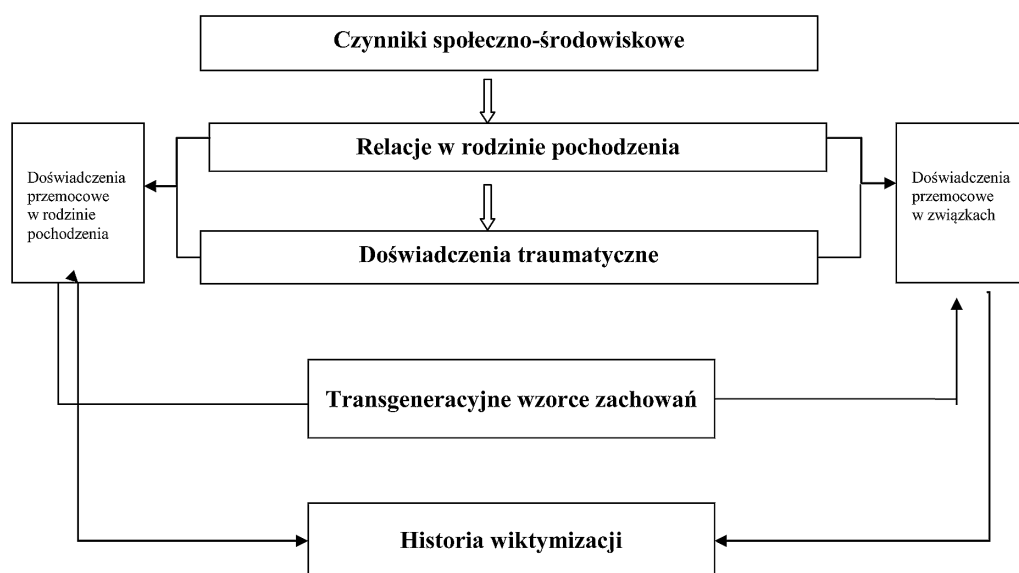 Czynniki społeczno-środowiskowe
Relacje w rodzinie pochodzenia
Doświadczenia
przemocowe
w rodzinie
pochodzenia
Doświadczenia
przemocowe
w związkach
Doświadczenia traumatyczne
Transgeneracyjne wzorce zachowań
Historia wiktymizacji